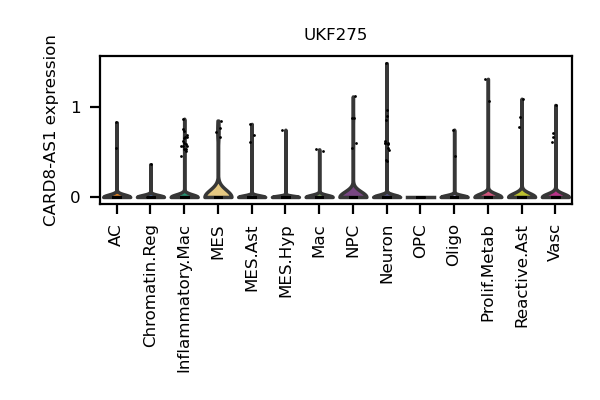 UKF275
CARD8-AS1 expression
1
0
AC
Chromatin.Reg
Inflammatory.Mac
MES
MES.Ast
MES.Hyp
Mac
NPC
Neuron
OPC
Oligo
Prolif.Metab
Reactive.Ast
Vasc